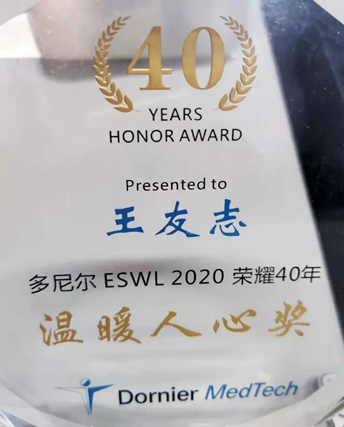 40
YEARS
HONOR AWARD
Presented to
王友志
多尼尔 ESWL 2020 荣耀40年
温暖人心奖
Dornier MedTech